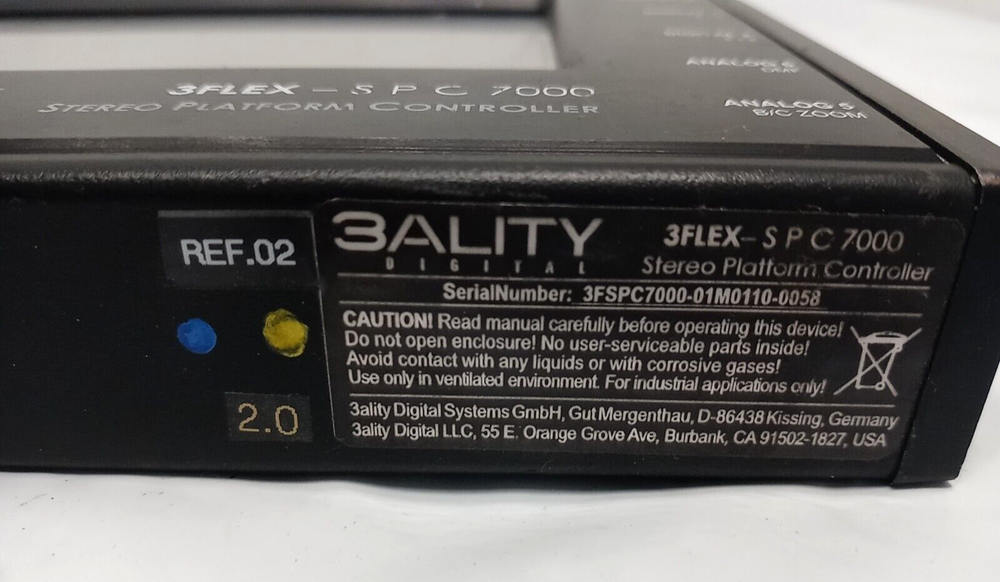 3FLEX – S P C 7000
STEREO PLATFORM CONTROLLER
ANALOG 6
GRAY
ANALOG 5
B/C ZOOM
REF.02
2.0
3ALITY
DIGITAL
3FLEX–S P C 7000
Stereo Platform Controller
SerialNumber: 3FSPC7000-01M0110-0058
CAUTION! Read manual carefully before operating this device!
Do not open enclosure! No user-serviceable parts inside!
Avoid contact with any liquids or with corrosive gases!
Use only in ventilated environment. For industrial applications only!
3ality Digital Systems GmbH, Gut Mergenthau, D-86438 Kissing, Germany
3ality Digital LLC, 55 E. Orange Grove Ave, Burbank, CA 91502-1827, USA